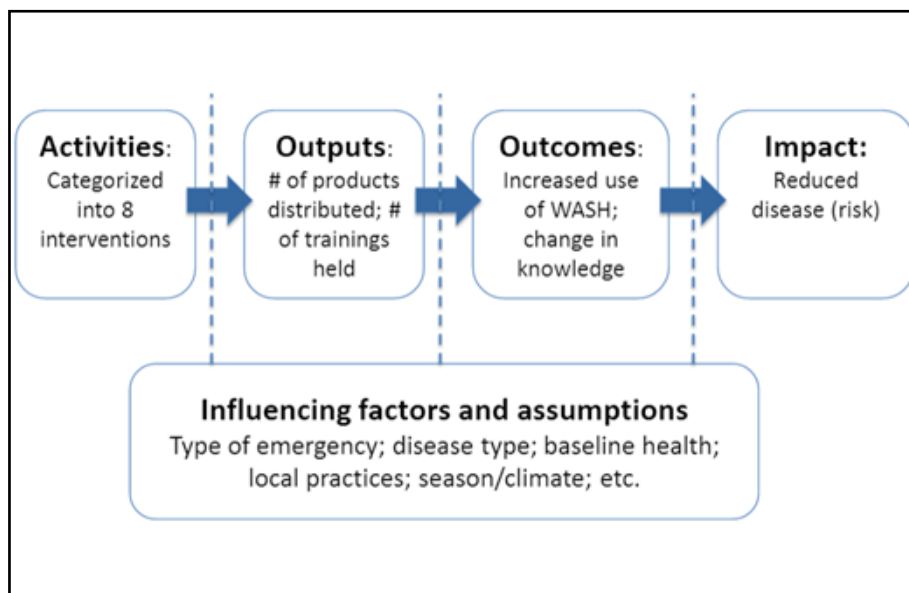 Activities:
Categorized
into 8
interventions
Outputs:
# of products
distributed; #
of trainings
held
Outcomes:
Increased use
of WASH;
change in
knowledge
Impact:
Reduced
disease (risk)
Influencing factors and assumptions
Type of emergency; disease type; baseline health;
local practices; season/climate; etc.